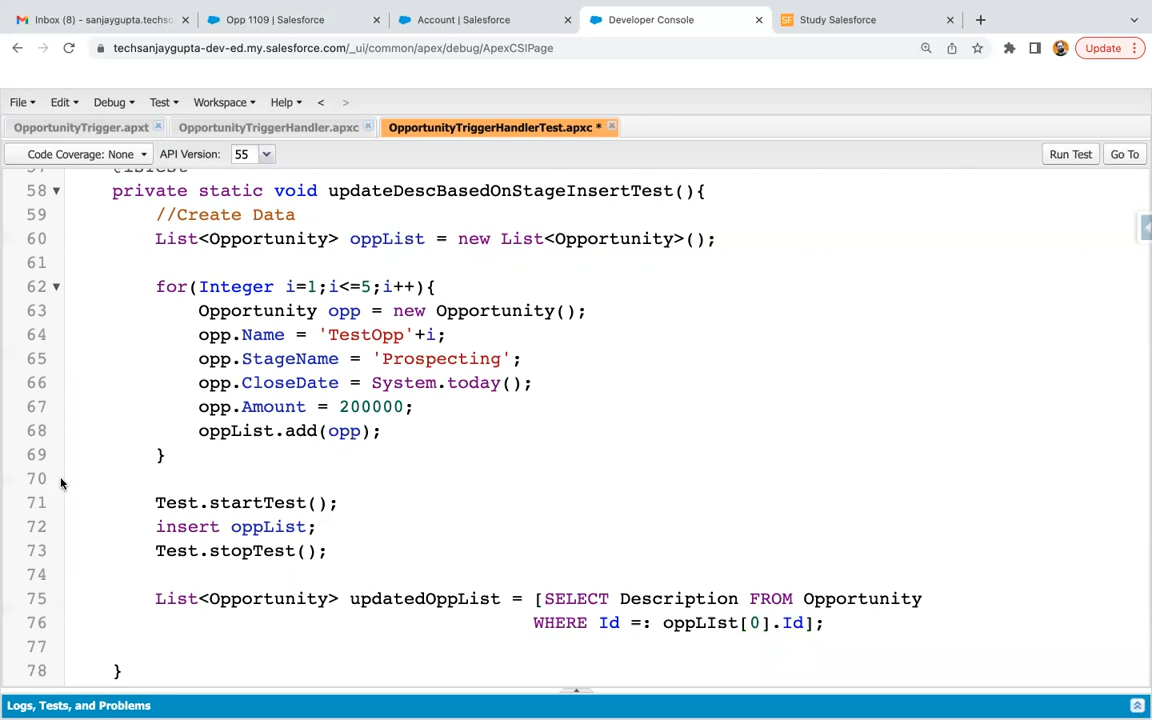 Inbox (0) - sanjaygupta.techsc
Opp 1109 | Salesforce
Account | Salesforce
Developer Console
Study Salesforce
techsanjaygupta-dev-ed.my.salesforce.com/_ui/common/apex/debug/ApexCSIPage
Update
File Edit Debug Test Workspace Help < >
OpportunityTrigger.apxt OpportunityTriggerHandler.apxc OpportunityTriggerHandlerTest.apxc *
Code Coverage: None API Version: 55 Run Test Go To
57 @isTest
58 private static void updateDescBasedOnStageInsertTest(){
59 //Create Data
60 List<Opportunity> oppList = new List<Opportunity>();
61
62 for(Integer i=1;i<=5;i++){
63 Opportunity opp = new Opportunity();
64 opp.Name = 'TestOpp'+i;
65 opp.StageName = 'Prospecting';
66 opp.CloseDate = System.today();
67 opp.Amount = 200000;
68 oppList.add(opp);
69 }
70
71 Test.startTest();
72 insert oppList;
73 Test.stopTest();
74
75 List<Opportunity> updatedOppList = [SELECT Description FROM Opportunity
76 WHERE Id =: oppLIst[0].Id];
77
78 }
Logs, Tests, and Problems